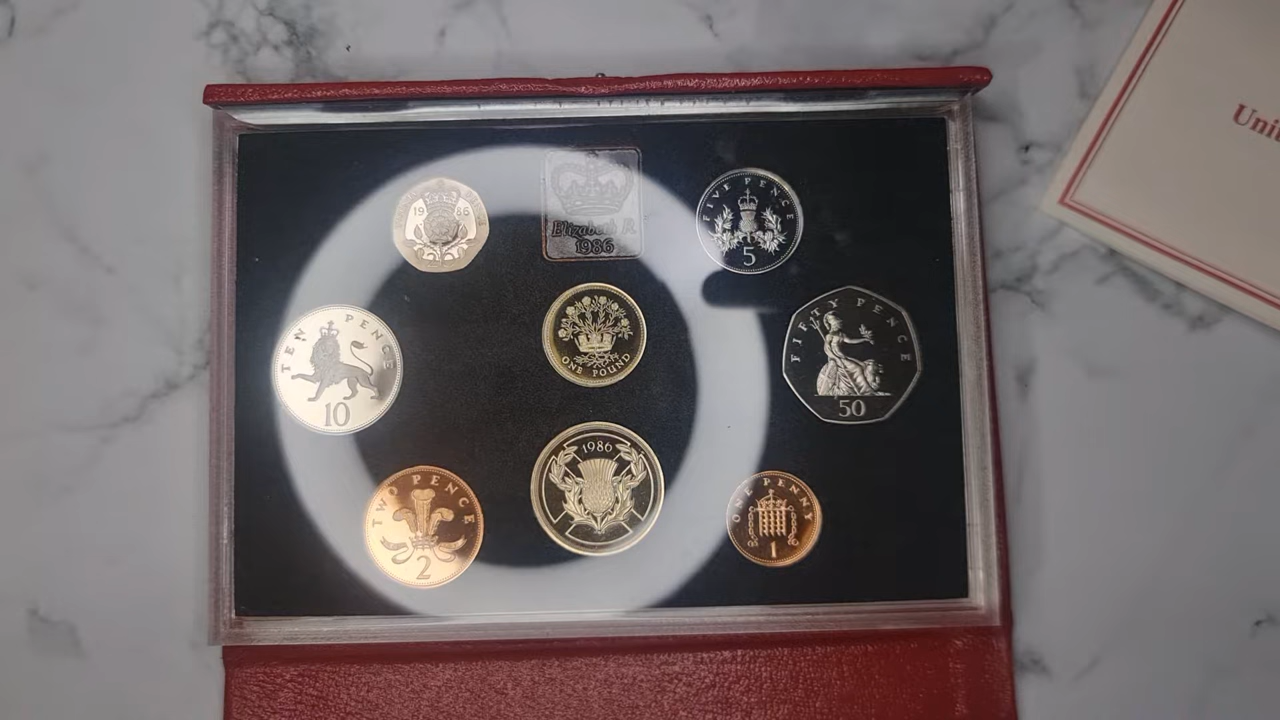 1986
Elizabeth R
1986
FIVE PENCE
5
TEN PENCE
10
ONE POUND
FIFTY PENCE
50
TWO PENCE
2
1986
ONE PENNY
1
Uni